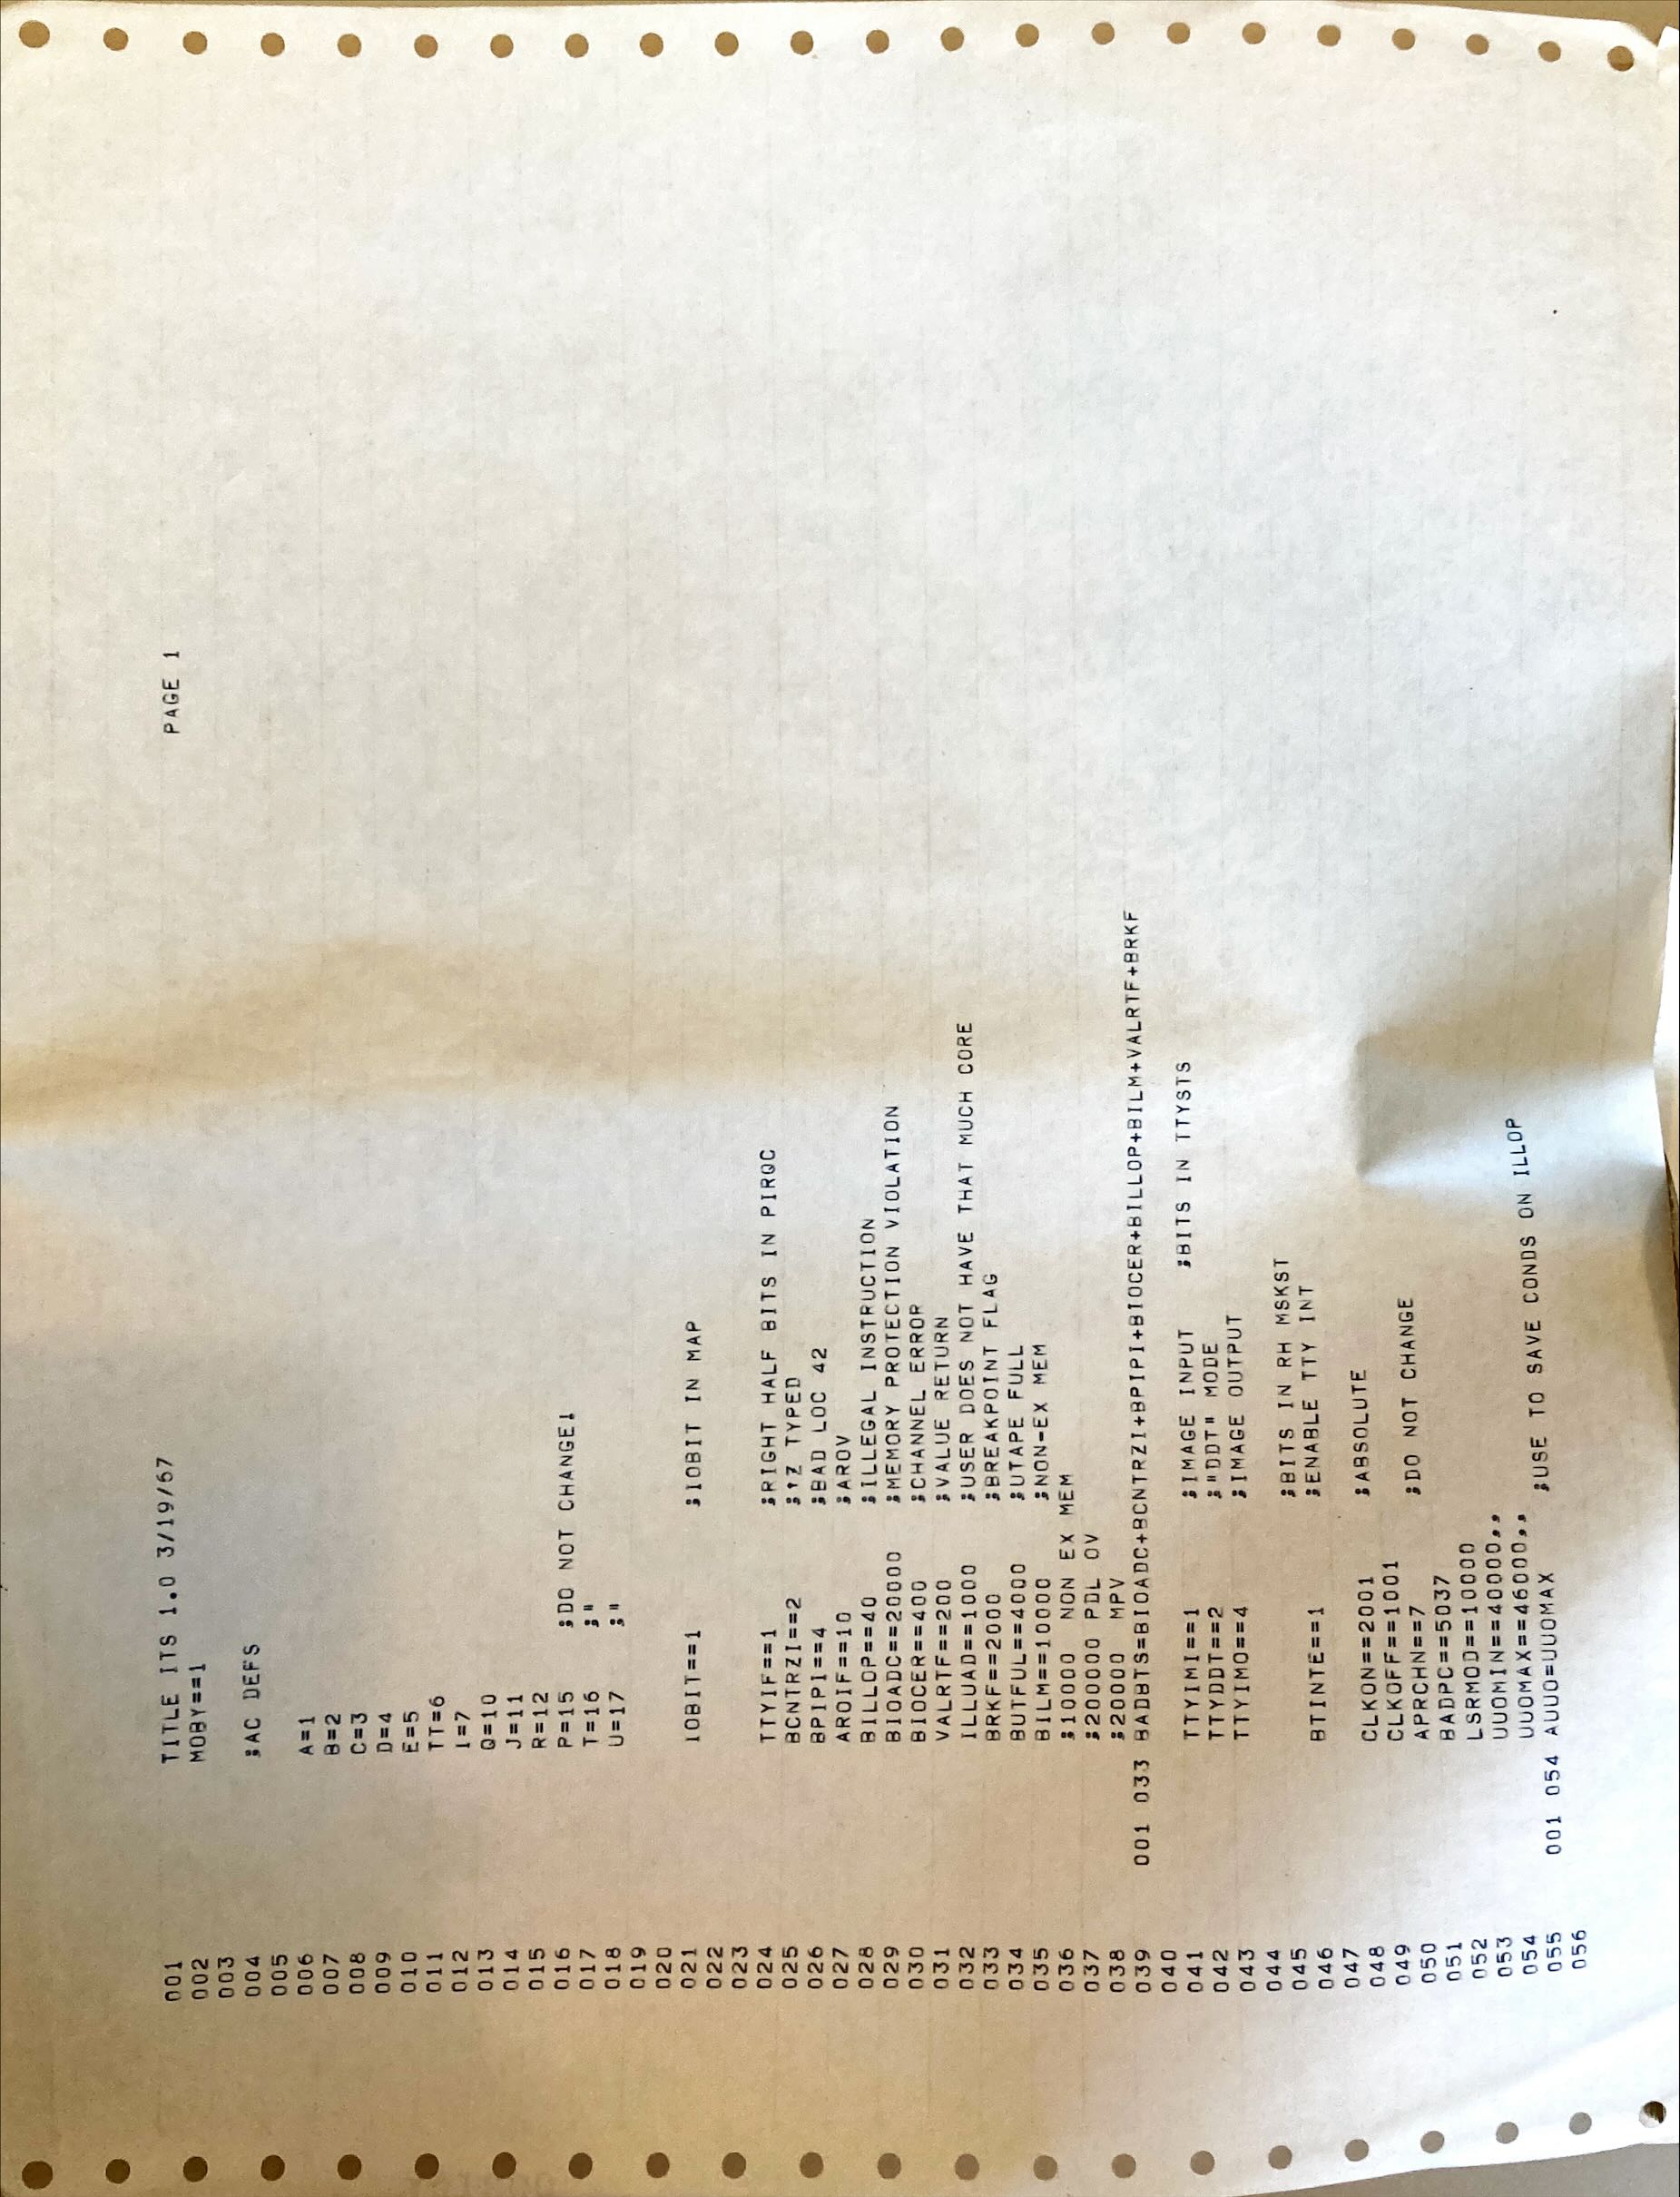 PAGE 1
001 TITLE ITS 1.0 3/19/67
002 MOBY==1
003
004 ;AC DEFS
005
006 A=1
007 B=2
008 C=3
009 D=4
010 E=5
011 TT=6
012 I=7
013 Q=10
014 J=11
015 R=12
016 P=15 ;DO NOT CHANGE!
017 T=16 ;"
018 U=17 ;"
019
020
021 IOBIT==1 ;IOBIT IN MAP
022
023
024 TTYIF==1 ;RIGHT HALF BITS IN PIRQC
025 BCNTRZI==2 ;↑Z TYPED
026 BPIPI==4 ;BAD LOC 42
027 AROIF==10 ;AROV
028 BILLOP==40 ;ILLEGAL INSTRUCTION
029 BIOADC==20000 ;MEMORY PROTECTION VIOLATION
030 BIOCER==400 ;CHANNEL ERROR
031 VALRTF==200 ;VALUE RETURN
032 ILLUAD==1000 ;USER DOES NOT HAVE THAT MUCH CORE
033 BRKF==2000 ;BREAKPOINT FLAG
034 BUTFUL==4000 ;UTAPE FULL
035 BILM==10000 ;NON-EX MEM
036 ;10000 NON EX MEM
037 ;200000 PDL OV
038 ;20000 MPV
039 001 033 BADBTS=BIOADC+BCNTRZI+BPIPI+BIOCER+BILLOP+BILM+VALRTF+BRKF
040
041 TTYIMI==1 ;IMAGE INPUT ;BITS IN TTYSTS
042 TTYDDT==2 ;"DDT" MODE
043 TTYIMO==4 ;IMAGE OUTPUT
044
045 ;BITS IN RH MSKST
046 BTINTE==1 ;ENABLE TTY INT
047
048 CLKON==2001 ;ABSOLUTE
049 CLKOFF==1001
050 APRCHN==7 ;DO NOT CHANGE
051 BADPC==5037
052 LSRMOD==10000
053 UUOMIN==40000,,
054 UUOMAX==46000,,
055 001 054 AUUO=UUOMAX ;USE TO SAVE CONDS ON ILLOP
056